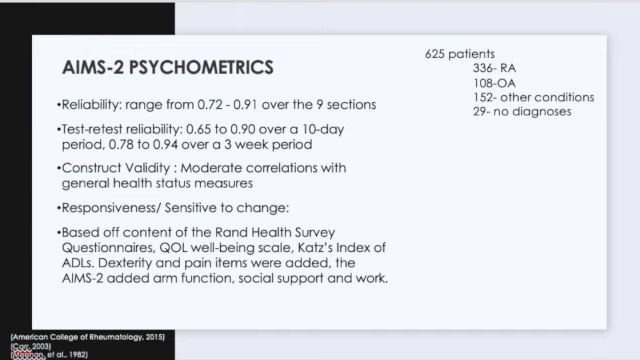 AIMS-2 PSYCHOMETRICS
625 patients
336- RA
108-OA
152- other conditions
29- no diagnoses
•Reliability: range from 0.72 - 0.91 over the 9 sections
•Test-retest reliability: 0.65 to 0.90 over a 10-day
period, 0.78 to 0.94 over a 3 week period
•Construct Validity : Moderate correlations with
general health status measures
•Responsiveness/ Sensitive to change:
•Based off content of the Rand Health Survey
Questionnaires, QOL well-being scale, Katz's Index of
ADLs. Dexterity and pain items were added, the
AIMS-2 added arm function, social support and work.
(American College of Rheumatology, 2015)
(Carr, 2003)
(Meenan, et al., 1982)